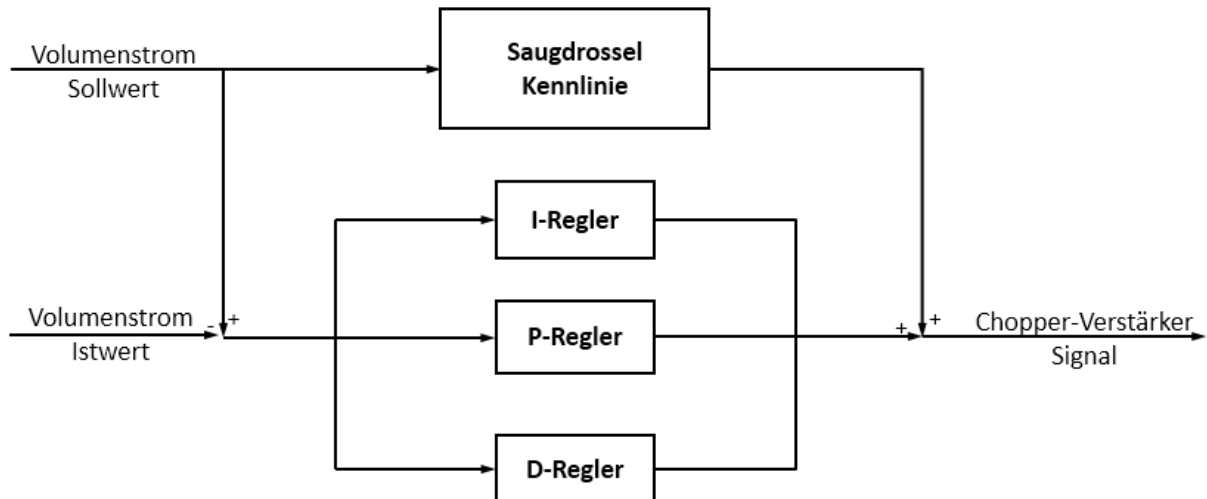 Volumenstrom
Sollwert
Saugdrossel
Kennlinie
I-Regler
Volumenstrom
Istwert
- +
P-Regler
+ +
Chopper-Verstärker
Signal
D-Regler